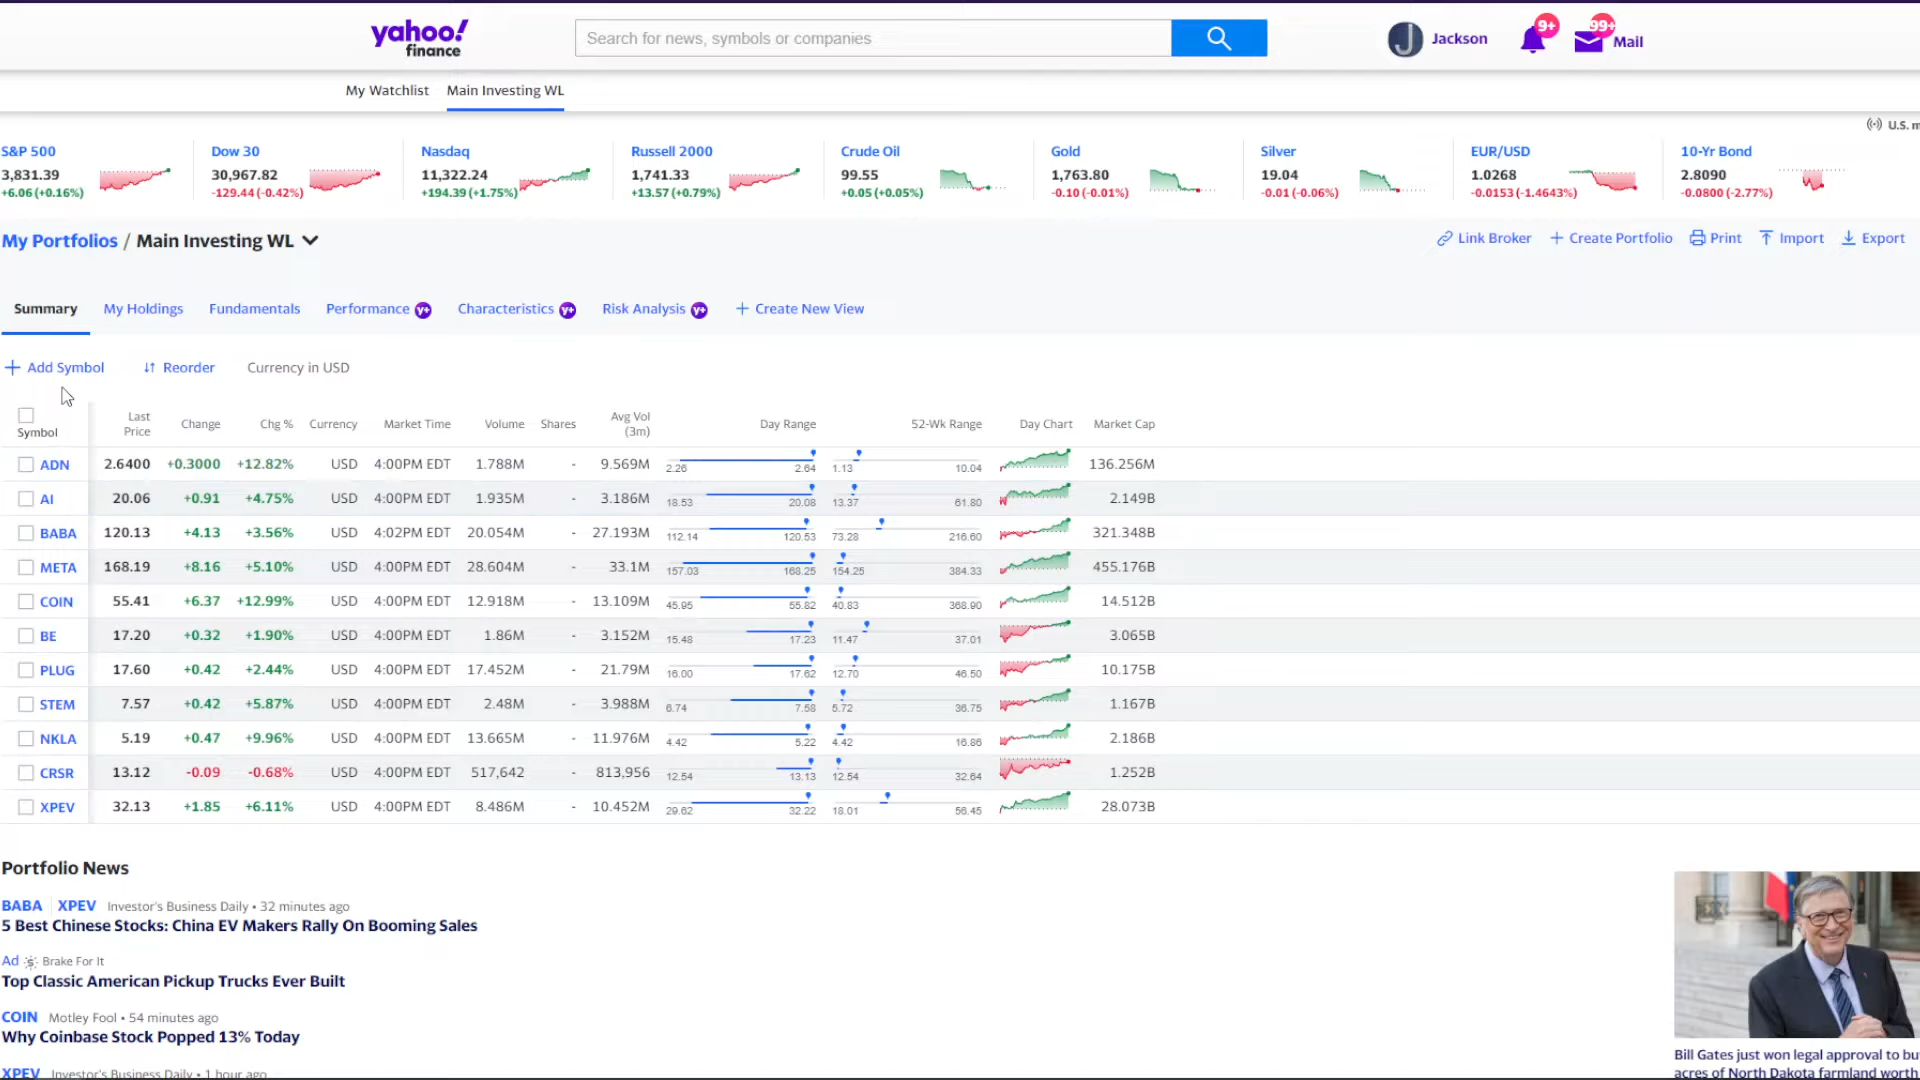 yahoo!
finance
Search for news, symbols or companies
J
Jackson
9+
99+
Mail
My Watchlist
Main Investing WL
U.S. m
S&P 500
3,831.39
+6.06 (+0.16%)
Dow 30
30,967.82
-129.44 (-0.42%)
Nasdaq
11,322.24
+194.39 (+1.75%)
Russell 2000
1,741.33
+13.57 (+0.79%)
Crude Oil
99.55
+0.05 (+0.05%)
Gold
1,763.80
-0.10 (-0.01%)
Silver
19.04
-0.01 (-0.06%)
EUR/USD
1.0268
-0.0153 (-1.4643%)
10-Yr Bond
2.8090
-0.0800 (-2.77%)
My Portfolios / Main Investing WL
Link Broker
Create Portfolio
Print
Import
Export
Summary
My Holdings
Fundamentals
Performance y+
Characteristics y+
Risk Analysis y+
+ Create New View
+ Add Symbol
Reorder
Currency in USD
Symbol Last Price Change Chg % Currency Market Time Volume Shares Avg Vol (3m) Day Range 52-Wk Range Day Chart Market Cap
ADN 2.6400 +0.3000 +12.82% USD 4:00PM EDT 1.788M - 9.569M 2.26 2.64 1.13 10.04 136.256M
AI 20.06 +0.91 +4.75% USD 4:00PM EDT 1.935M - 3.186M 18.53 20.08 13.37 61.80 2.149B
BABA 120.13 +4.13 +3.56% USD 4:02PM EDT 20.054M - 27.193M 112.14 120.53 73.28 216.60 321.348B
META 168.19 +8.16 +5.10% USD 4:00PM EDT 28.604M - 33.1M 157.03 168.25 154.25 384.33 455.176B
COIN 55.41 +6.37 +12.99% USD 4:00PM EDT 12.918M - 13.109M 45.95 55.82 40.83 368.90 14.512B
BE 17.20 +0.32 +1.90% USD 4:00PM EDT 1.86M - 3.152M 15.48 17.23 11.47 37.01 3.065B
PLUG 17.60 +0.42 +2.44% USD 4:00PM EDT 17.452M - 21.79M 16.00 17.62 12.70 46.50 10.175B
STEM 7.57 +0.42 +5.87% USD 4:00PM EDT 2.48M - 3.988M 6.74 7.58 5.72 36.75 1.167B
NKLA 5.19 +0.47 +9.96% USD 4:00PM EDT 13.665M - 11.976M 4.42 5.22 4.42 16.86 2.186B
CRSR 13.12 -0.09 -0.68% USD 4:00PM EDT 517,642 - 813,956 12.54 13.13 12.54 32.64 1.252B
XPEV 32.13 +1.85 +6.11% USD 4:00PM EDT 8.486M - 10.452M 29.62 32.22 18.01 56.45 28.073B
Portfolio News
BABA XPEV Investor's Business Daily • 32 minutes ago
5 Best Chinese Stocks: China EV Makers Rally On Booming Sales
Ad Brake For It
Top Classic American Pickup Trucks Ever Built
COIN Motley Fool • 54 minutes ago
Why Coinbase Stock Popped 13% Today
XPEV Investor's Business Daily • 1 hour ago
Bill Gates just won legal approval to bu
acres of North Dakota farmland worth